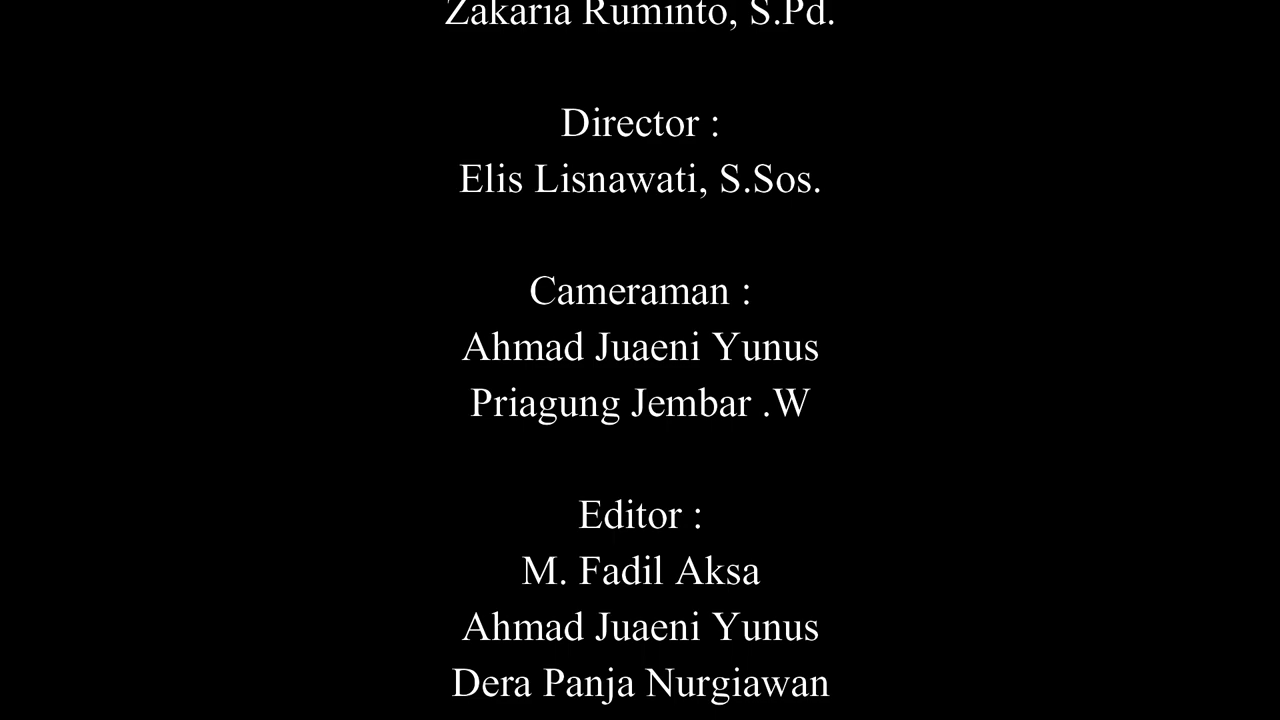 Zakaria Ruminto, S.Pd.
Director :
Elis Lisnawati, S.Sos.
Cameraman :
Ahmad Juaeni Yunus
Priagung Jembar .W
Editor :
M. Fadil Aksa
Ahmad Juaeni Yunus
Dera Panja Nurgiawan